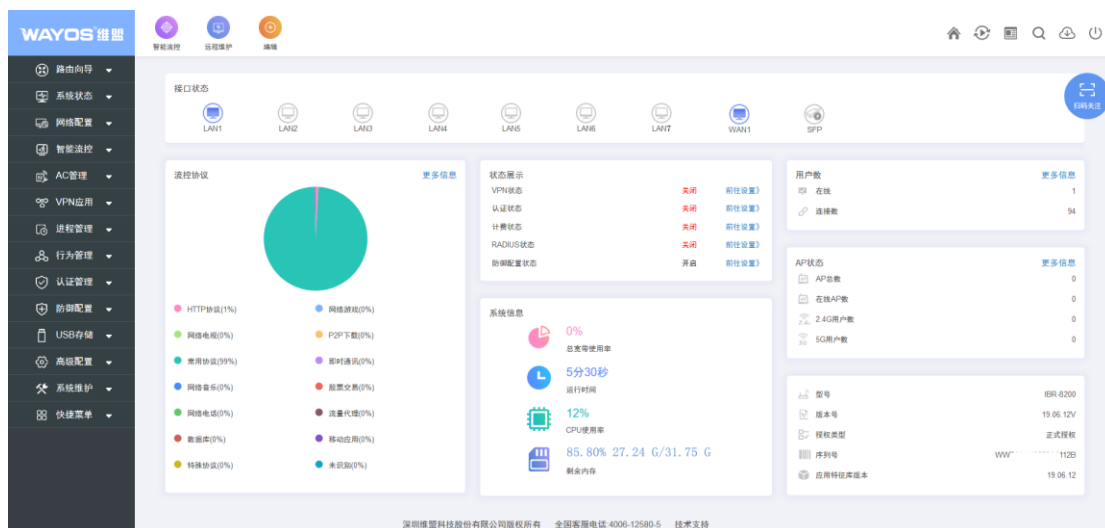 WAYOS 维盟
智能流控 远程维护 编辑
路由向导
系统状态
网络配置
智能流控
AC管理
VPN应用
进程管理
行为管理
认证管理
防御配置
USB存储
高级配置
系统维护
快捷菜单
扫码关注
接口状态
LAN1 LAN2 LAN3 LAN4 LAN5 LAN6 LAN7 WAN1 SFP
流控协议 更多信息
HTTP协议(1%) 网络游戏(0%)
网络电视(0%) P2P下载(0%)
常用协议(99%) 即时通讯(0%)
网络音乐(0%) 股票交易(0%)
网络电话(0%) 流量代理(0%)
数据库(0%) 移动应用(0%)
特殊协议(0%) 未识别(0%)
状态展示
VPN状态 关闭 前往设置》
认证状态 关闭 前往设置》
计费状态 关闭 前往设置》
RADIUS状态 关闭 前往设置》
防御配置状态 开启 前往设置》
系统信息
0%
总宽带使用率
5分30秒
运行时间
12%
CPU使用率
85.80% 27.24 G/31.75 G
剩余内存
用户数 更多信息
在线 1
连接数 94
AP状态 更多信息
AP总数 0
在线AP数 0
2.4G用户数 0
5G用户数 0
型号 IBR-8200
版本号 19.06.12V
授权类型 正式授权
序列号 WW 112B
应用特征库版本 19.06.12
深圳维盟科技股份有限公司版权所有 全国客服电话:4006-12580-5 技术支持